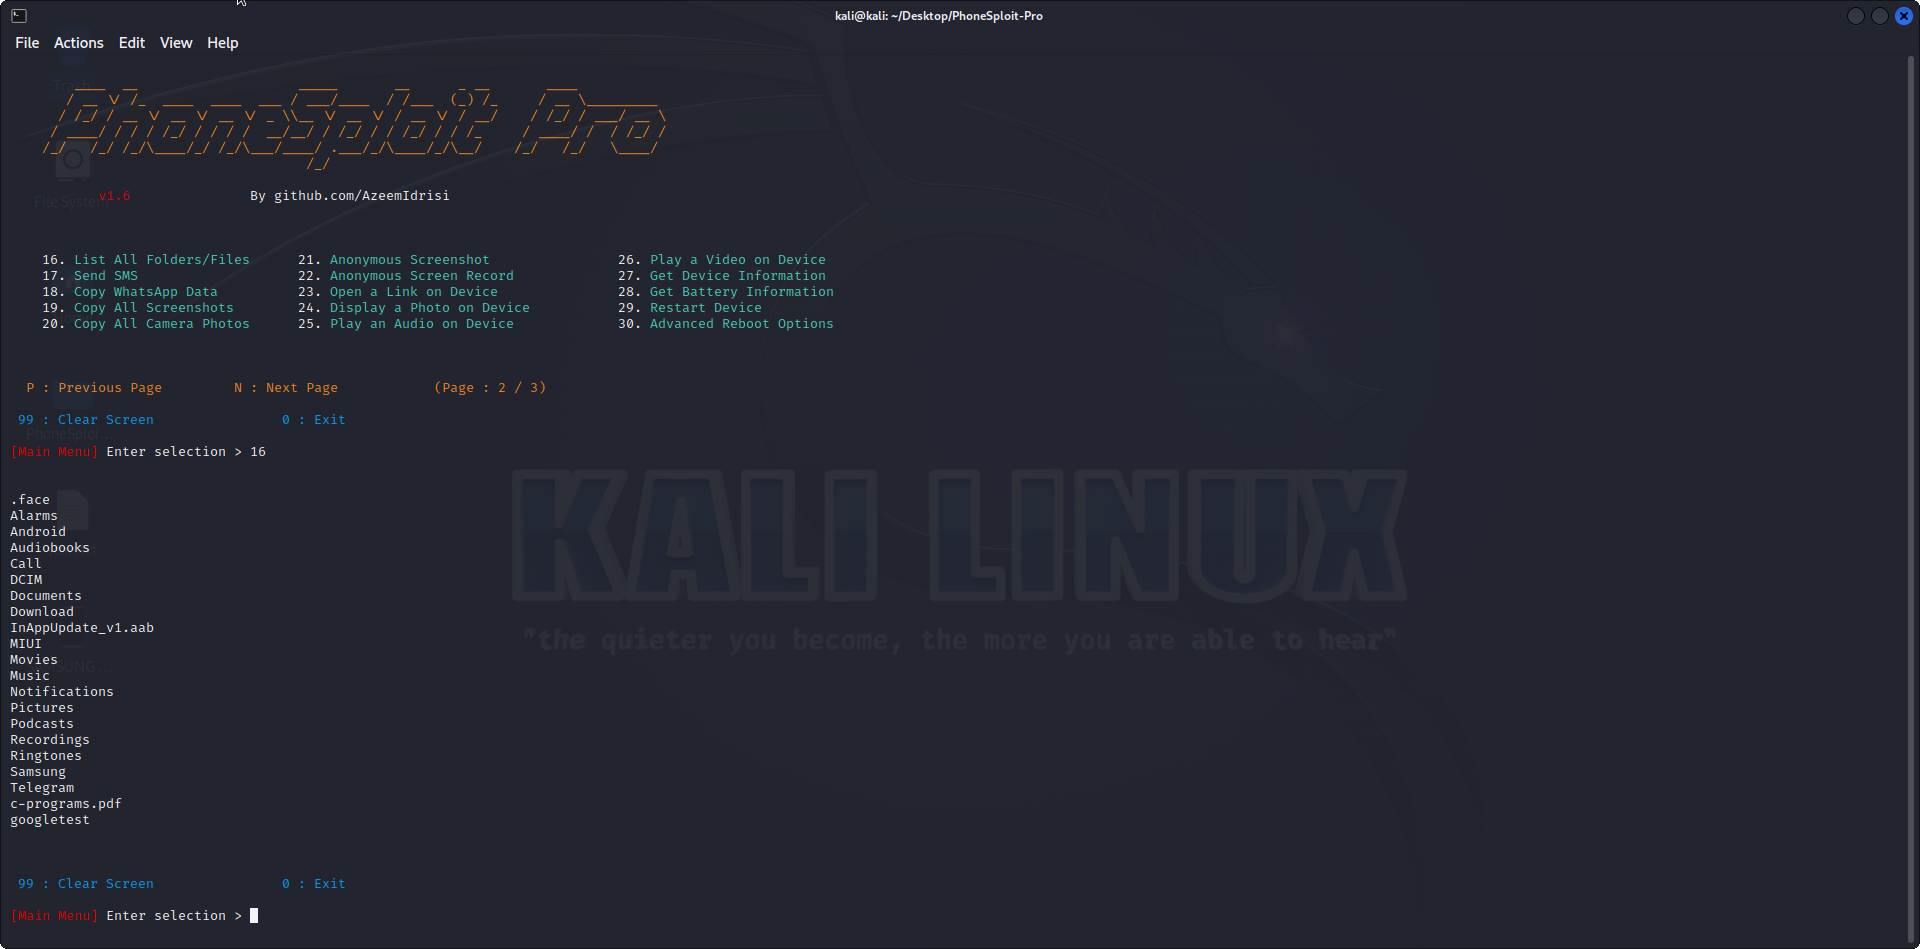 kali@kali: ~/Desktop/PhoneSploit-Pro
File Actions Edit View Help
PhoneSploit Pro
v1.6 By github.com/AzeemIdrisi
16. List All Folders/Files 21. Anonymous Screenshot 26. Play a Video on Device
17. Send SMS 22. Anonymous Screen Record 27. Get Device Information
18. Copy WhatsApp Data 23. Open a Link on Device 28. Get Battery Information
19. Copy All Screenshots 24. Display a Photo on Device 29. Restart Device
20. Copy All Camera Photos 25. Play an Audio on Device 30. Advanced Reboot Options
P : Previous Page N : Next Page (Page : 2 / 3)
99 : Clear Screen 0 : Exit
[Main Menu] Enter selection > 16
.face
Alarms
Android
Audiobooks
Call
DCIM
Documents
Download
InAppUpdate_v1.aab
MIUI
Movies
Music
Notifications
Pictures
Podcasts
Recordings
Ringtones
Samsung
Telegram
c-programs.pdf
googletest
99 : Clear Screen 0 : Exit
[Main Menu] Enter selection >
KALI LINUX
"the quieter you become, the more you are able to hear"
Trash
File System
PhoneSploi...